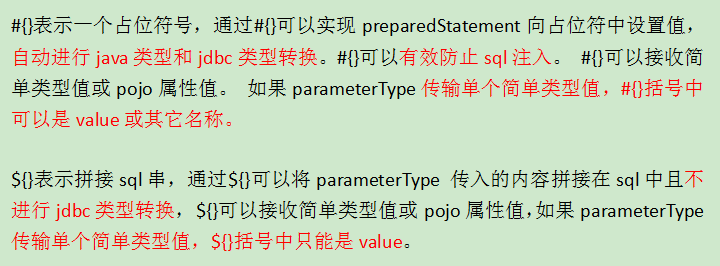 #{}表示一个占位符号，通过#{}可以实现 preparedStatement 向占位符中设置值，
自动进行 java 类型和 jdbc 类型转换。#{}可以有效防止 sql 注入。 #{}可以接收简
单类型值或 pojo 属性值。 如果 parameterType 传输单个简单类型值，#{}括号中
可以是 value 或其它名称。
${}表示拼接 sql 串，通过${}可以将 parameterType 传入的内容拼接在 sql 中且不
进行 jdbc 类型转换，${}可以接收简单类型值或 pojo 属性值，如果 parameterType
传输单个简单类型值，${}括号中只能是 value。